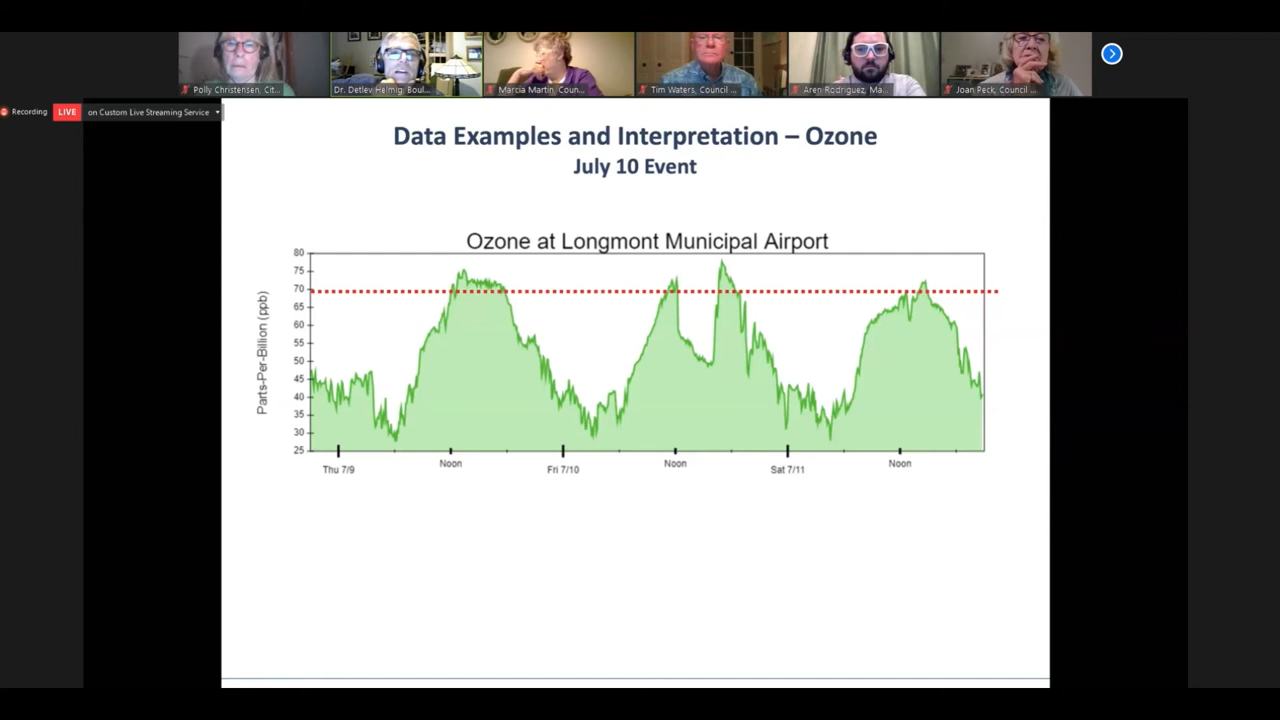 Polly Christensen, Cit...
Dr. Detlev Helmig, Boul...
Marcia Martin, Coun...
Tim Waters, Council ...
Aren Rodriguez, Ma...
Joan Peck, Council ...
Recording
LIVE
on Custom Live Streaming Service
Data Examples and Interpretation – Ozone
July 10 Event
Ozone at Longmont Municipal Airport
Parts-Per-Billion (ppb)
80
75
70
65
60
55
50
45
40
35
30
25
Thu 7/9
Noon
Fri 7/10
Noon
Sat 7/11
Noon